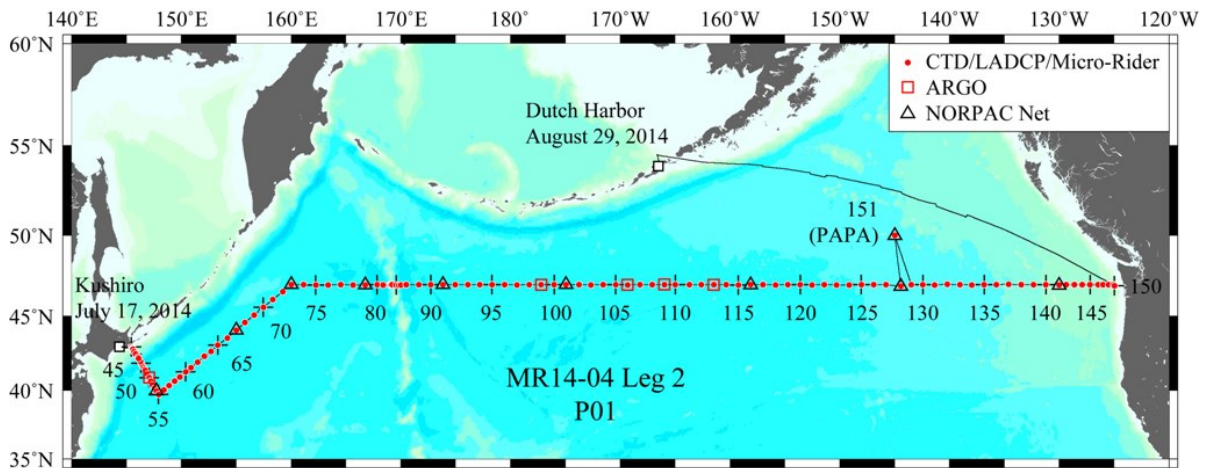 140°E 150°E 160°E 170°E 180° 170°W 160°W 150°W 140°W 130°W 120°W
60°N
CTD/LADCP/Micro-Rider
ARGO
NORPAC Net
Dutch Harbor
August 29, 2014
55°N
151
(PAPA)
50°N
Kushiro
July 17, 2014
150
45°N
70 75 80 90 95 100 105 110 115 120 125 130 135 140 145
65
45
50
60
55
40°N
MR14-04 Leg 2
P01
35°N